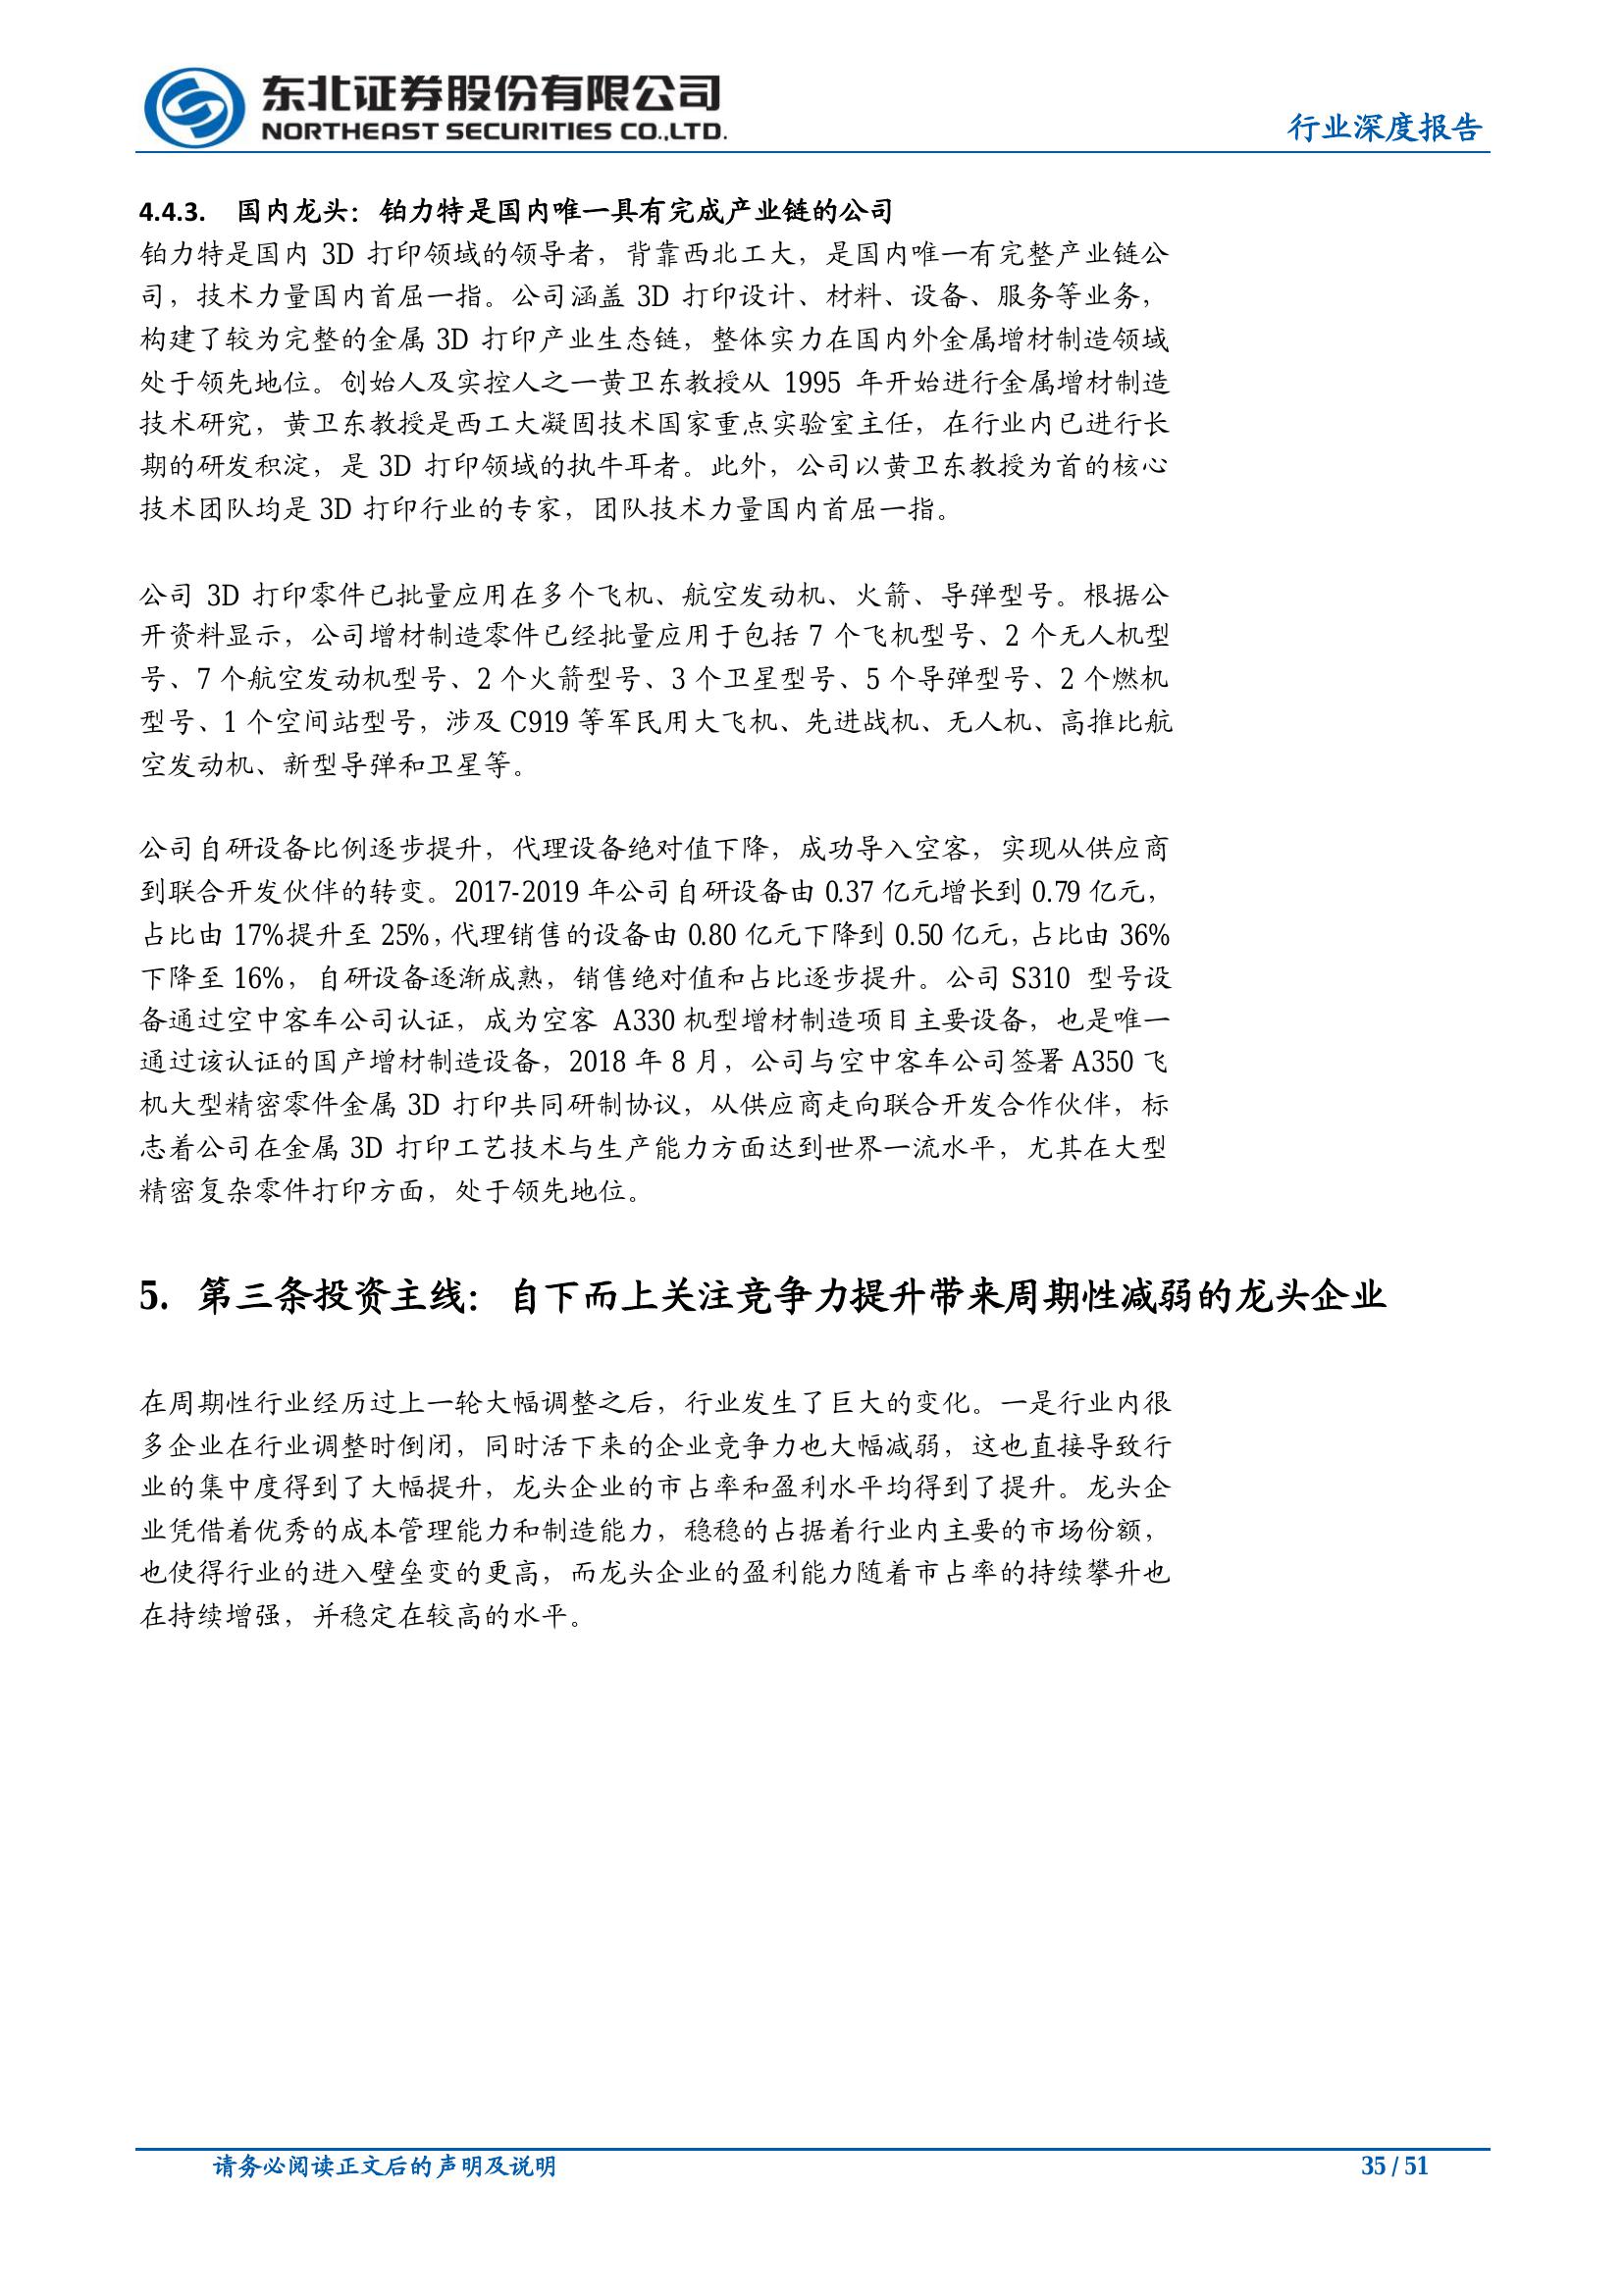 东北证券股份有限公司
NORTHEAST SECURITIES CO.,LTD.
行业深度报告
4.4.3. 国内龙头：铂力特是国内唯一具有完成产业链的公司
铂力特是国内 3D 打印领域的领导者，背靠西北工大，是国内唯一有完整产业链公
司，技术力量国内首屈一指。公司涵盖 3D 打印设计、材料、设备、服务等业务，
构建了较为完整的金属 3D 打印产业生态链，整体实力在国内外金属增材制造领域
处于领先地位。创始人及实控人之一黄卫东教授从 1995 年开始进行金属增材制造
技术研究，黄卫东教授是西工大凝固技术国家重点实验室主任，在行业内已进行长
期的研发积淀，是 3D 打印领域的执牛耳者。此外，公司以黄卫东教授为首的核心
技术团队均是 3D 打印行业的专家，团队技术力量国内首屈一指。
公司 3D 打印零件已批量应用在多个飞机、航空发动机、火箭、导弹型号。根据公
开资料显示，公司增材制造零件已经批量应用于包括 7 个飞机型号、2 个无人机型
号、7 个航空发动机型号、2 个火箭型号、3 个卫星型号、5 个导弹型号、2 个燃机
型号、1 个空间站型号，涉及 C919 等军民用大飞机、先进战机、无人机、高推比航
空发动机、新型导弹和卫星等。
公司自研设备比例逐步提升，代理设备绝对值下降，成功导入空客，实现从供应商
到联合开发伙伴的转变。2017-2019 年公司自研设备由 0.37 亿元增长到 0.79 亿元，
占比由 17%提升至 25%，代理销售的设备由 0.80 亿元下降到 0.50 亿元，占比由 36%
下降至 16%，自研设备逐渐成熟，销售绝对值和占比逐步提升。公司 S310 型号设
备通过空中客车公司认证，成为空客 A330 机型增材制造项目主要设备，也是唯一
通过该认证的国产增材制造设备，2018 年 8 月，公司与空中客车公司签署 A350 飞
机大型精密零件金属 3D 打印共同研制协议，从供应商走向联合开发合作伙伴，标
志着公司在金属 3D 打印工艺技术与生产能力方面达到世界一流水平，尤其在大型
精密复杂零件打印方面，处于领先地位。
5. 第三条投资主线：自下而上关注竞争力提升带来周期性减弱的龙头企业
在周期性行业经历过上一轮大幅调整之后，行业发生了巨大的变化。一是行业内很
多企业在行业调整时倒闭，同时活下来的企业竞争力也大幅减弱，这也直接导致行
业的集中度得到了大幅提升，龙头企业的市占率和盈利水平均得到了提升。龙头企
业凭借着优秀的成本管理能力和制造能力，稳稳的占据着行业内主要的市场份额，
也使得行业的进入壁垒变的更高，而龙头企业的盈利能力随着市占率的持续攀升也
在持续增强，并稳定在较高的水平。
请务必阅读正文后的声明及说明
35 / 51